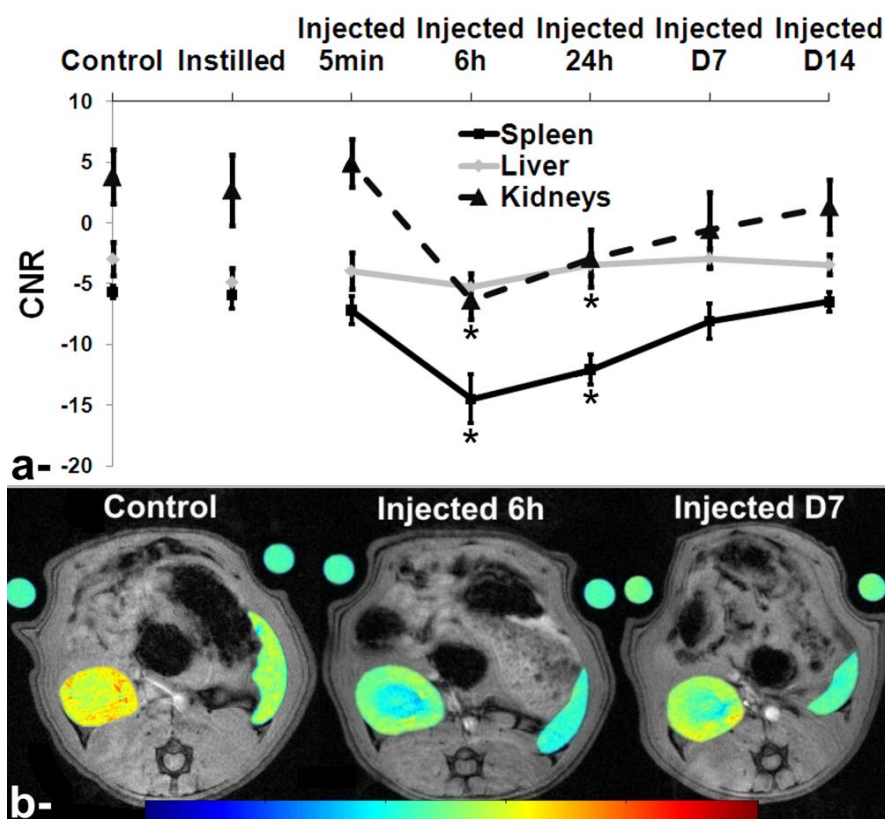 Control Instilled Injected 5min Injected 6h Injected 24h Injected D7 Injected D14
10
5
0
-5
-10
-15
-20
CNR
Spleen
Liver
Kidneys
*
*
*
*
a-
Control Injected 6h Injected D7
b-